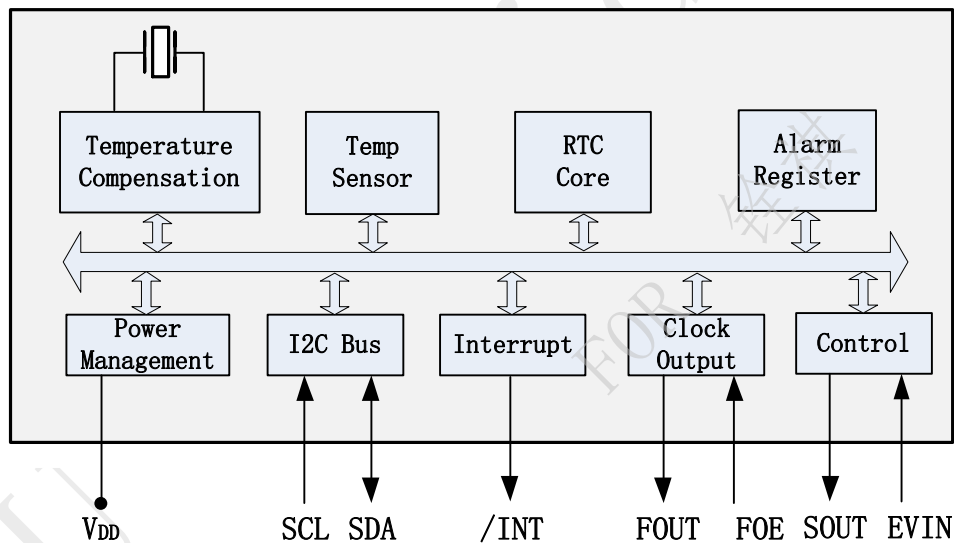 Temperature
Compensation
Temp
Sensor
RTC
Core
Alarm
Register
Power
Management
I2C Bus
Interrupt
Clock
Output
Control
VDD
SCL
SDA
/INT
FOUT
FOE
SOUT
EVIN
FOR